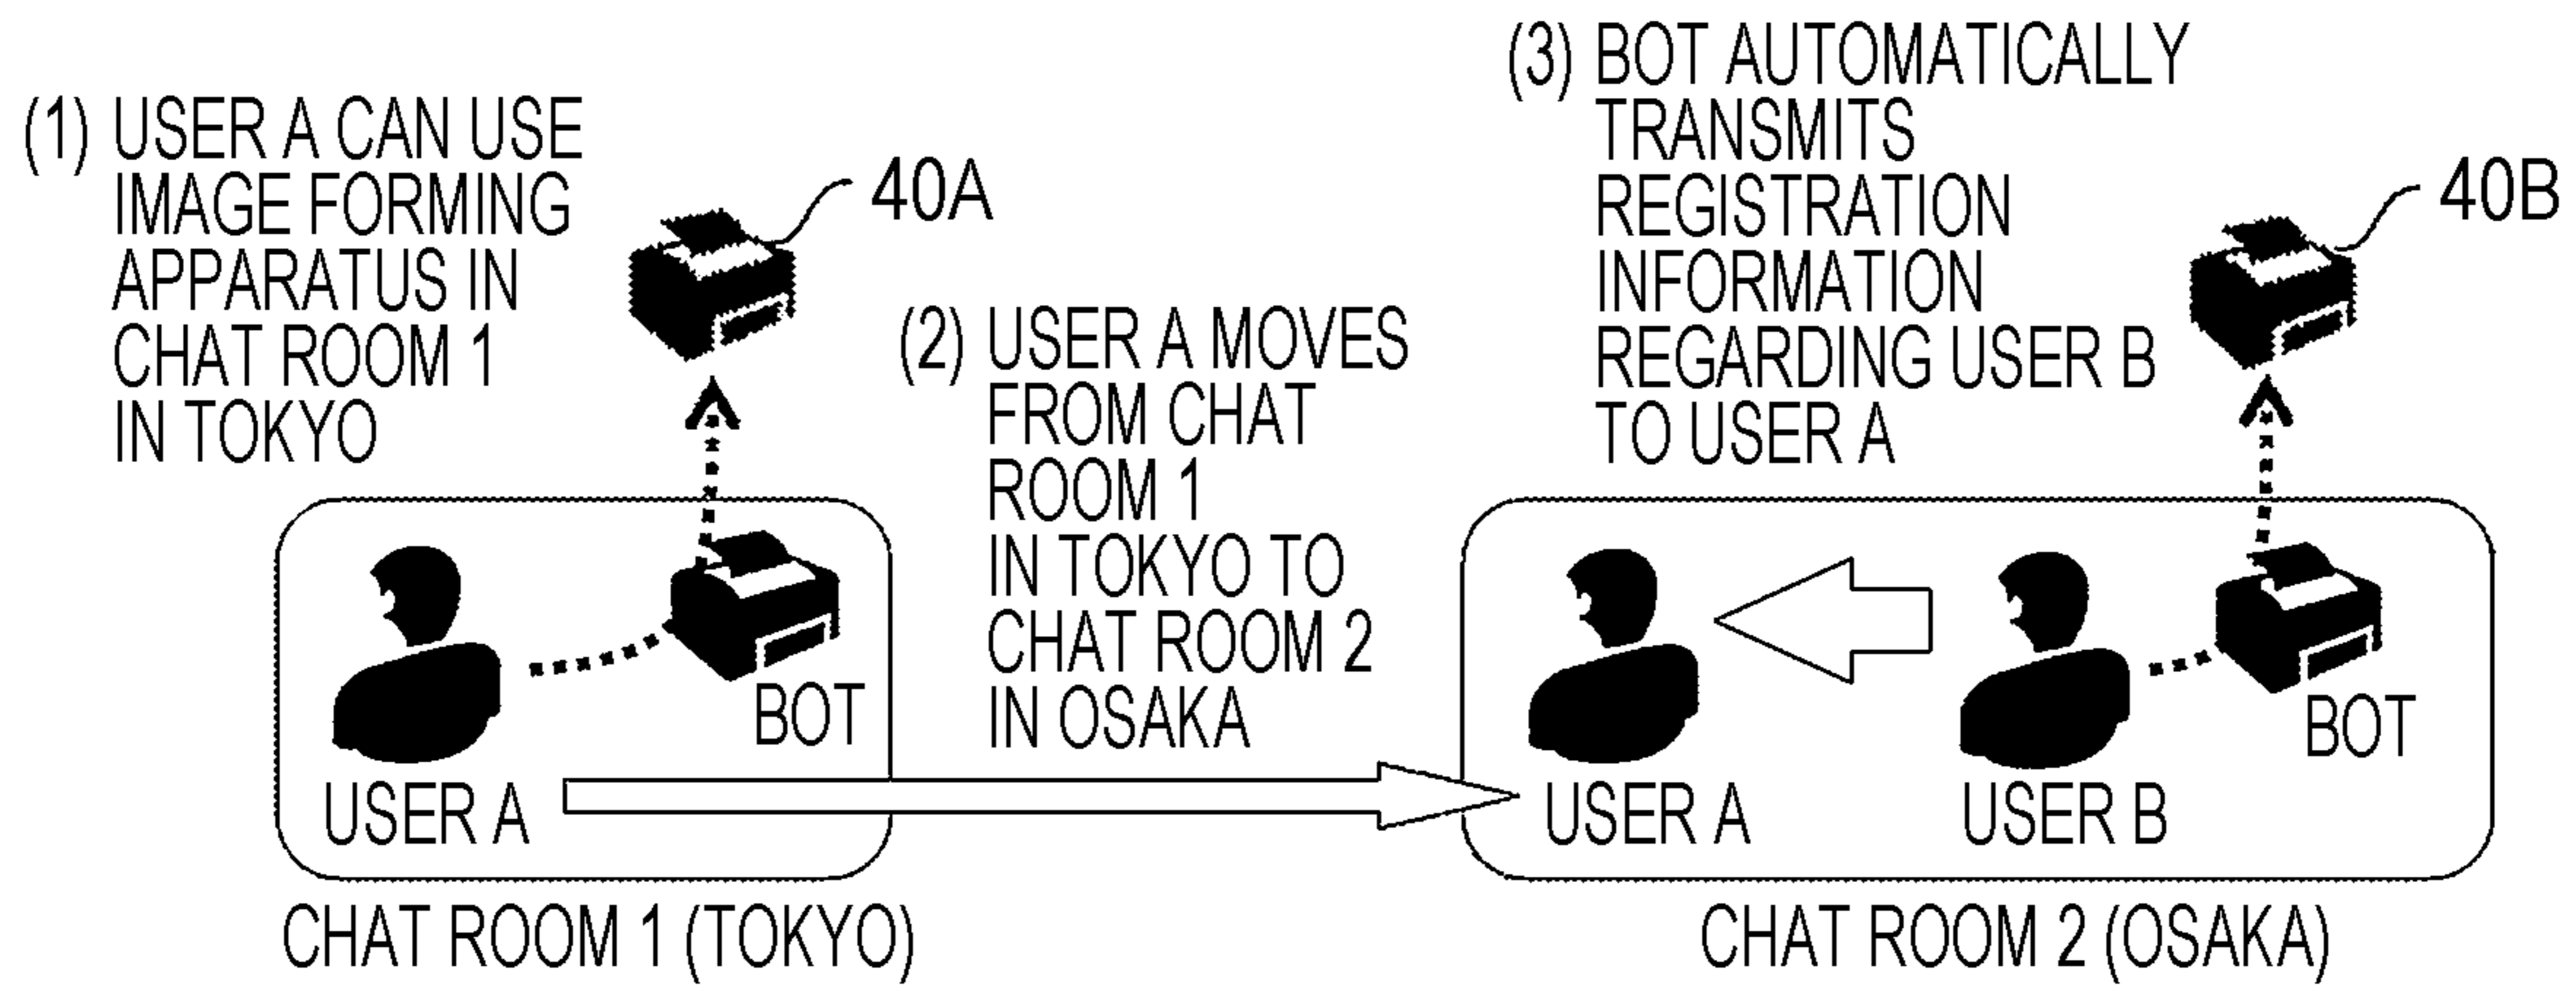 (1) USER A CAN USE
IMAGE FORMING
APPARATUS IN
CHAT ROOM 1
IN TOKYO
40A
(2) USER A MOVES
FROM CHAT
ROOM 1
IN TOKYO TO
CHAT ROOM 2
IN OSAKA
(3) BOT AUTOMATICALLY
TRANSMITS
REGISTRATION
INFORMATION
REGARDING USER B
TO USER A
40B
BOT
USER A
CHAT ROOM 1 (TOKYO)
BOT
USER A
USER B
CHAT ROOM 2 (OSAKA)